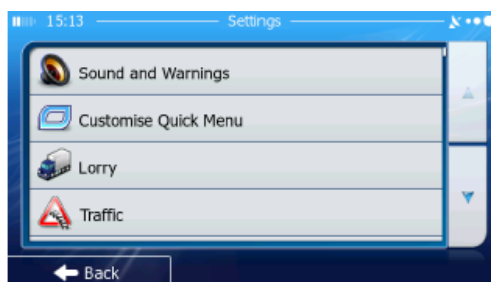 15:13 Settings
Sound and Warnings
Customise Quick Menu
Lorry
Traffic
Back